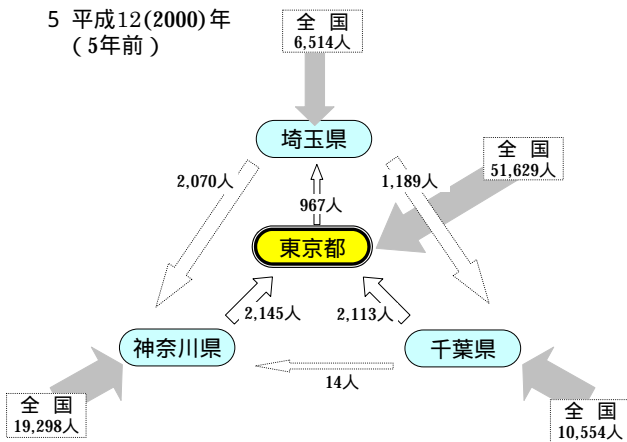 5 平成12(2000)年
(5年前)
全 国
6,514人
埼玉県
全 国
51,629人
2,070人
1,189人
967人
東京都
2,145人
2,113人
神奈川県
千葉県
14人
全 国
19,298人
全 国
10,554人